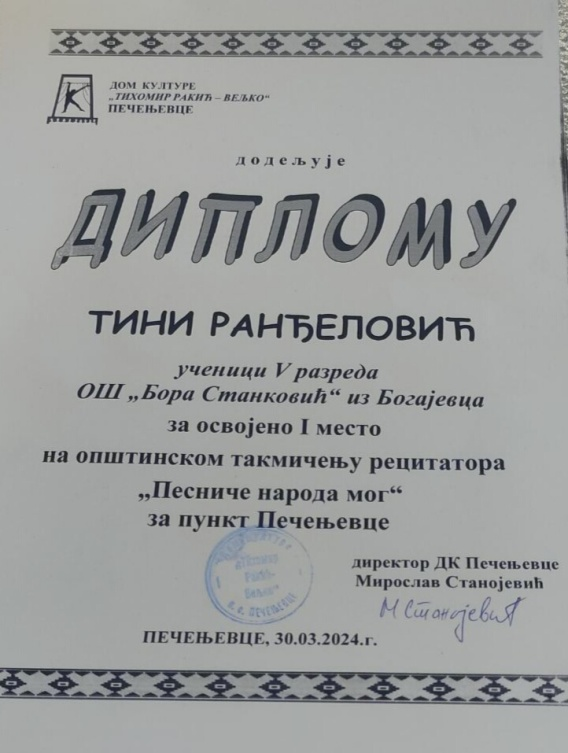 ДОМ КУЛТУРЕ
„ТИХОМИР РАКИЋ – ВЕЉКО“
ПЕЧЕЊЕВЦЕ
додељује
ДИПЛОМУ
ТИНИ РАНЂЕЛОВИЋ
ученици V разреда
ОШ „Бора Станковић“ из Богајевца
за освојено I место
на општинском такмичењу рецитатора
„Песниче народа мог“
за пункт Печењевце
директор ДК Печењевце
Мирослав Станојевић
М Станојевић
ПЕЧЕЊЕВЦЕ, 30.03.2024.г.